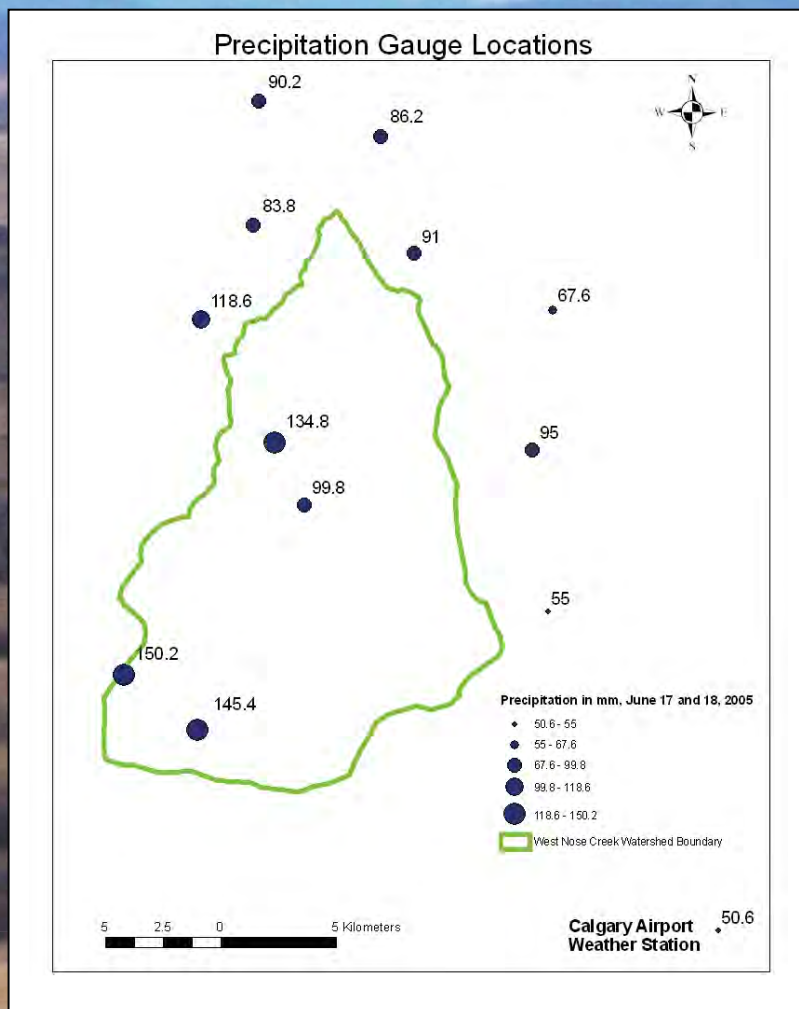 Precipitation Gauge Locations
90.2
86.2
N
W E
S
83.8
91
118.6
67.6
134.8
95
99.8
55
150.2
145.4
Precipitation in mm, June 17 and 18, 2005
50.6 - 55
55 - 67.6
67.6 - 99.8
99.8 - 118.6
118.6 - 150.2
West Nose Creek Watershed Boundary
50.6
Calgary Airport
Weather Station
5 2.5 0 5 Kilometers